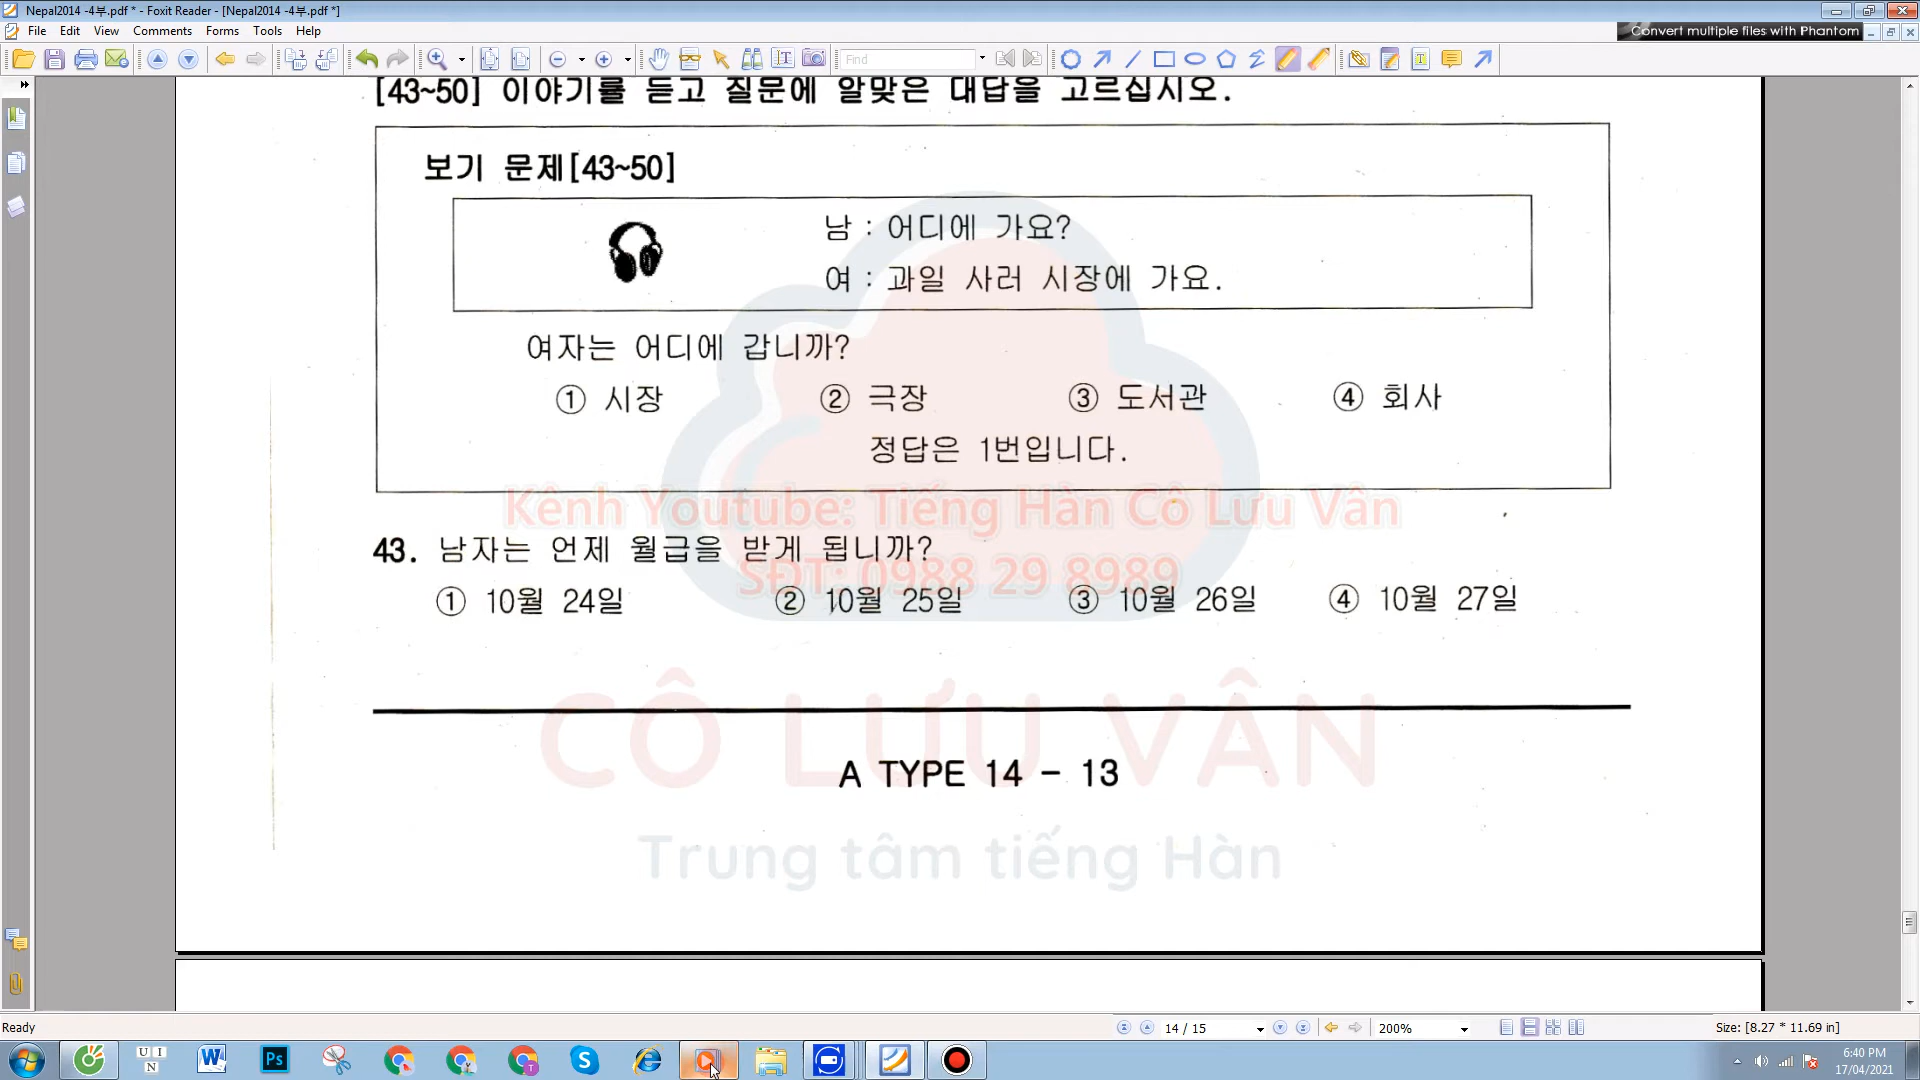 Nepal2014 -4부.pdf * - Foxit Reader - [Nepal2014 -4부.pdf *]
File Edit View Comments Forms Tools Help
Convert multiple files with Phantom
Find
[43~50] 이야기를 듣고 질문에 알맞은 대답을 고르십시오.
보기 문제[43~50]
남 : 어디에 가요?
여 : 과일 사러 시장에 가요.
여자는 어디에 갑니까?
① 시장 ② 극장 ③ 도서관 ④ 회사
정답은 1번입니다.
Kênh Youtube: Tiếng Hàn Cô Lưu Vân
43. 남자는 언제 월급을 받게 됩니까?
SĐT: 0988 29 8989
① 10월 24일 ② 10월 25일 ③ 10월 26일 ④ 10월 27일
CÔ LƯU VÂN
A TYPE 14 - 13
Trung tâm tiếng Hàn
Ready
14 / 15
200%
Size: [8.27 * 11.69 in]
U I
N
W
Ps
6:40 PM
17/04/2021